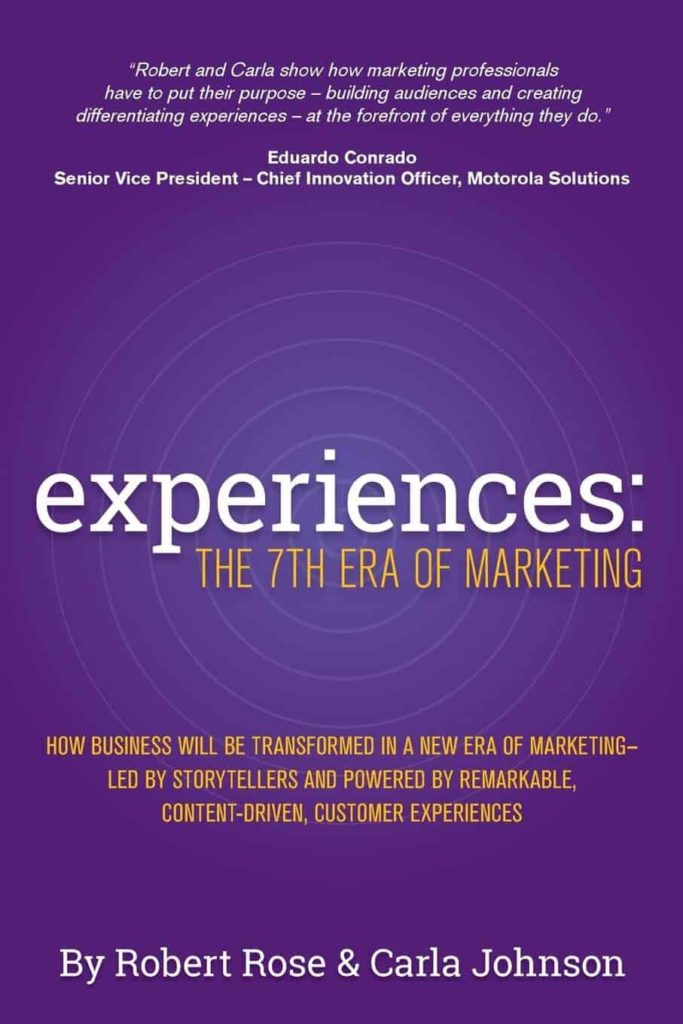 “Robert and Carla show how marketing professionals
have to put their purpose – building audiences and creating
differentiating experiences – at the forefront of everything they do."
Eduardo Conrado
Senior Vice President – Chief Innovation Officer, Motorola Solutions
experiences:
THE 7TH ERA OF MARKETING
HOW BUSINESS WILL BE TRANSFORMED IN A NEW ERA OF MARKETING–
LED BY STORYTELLERS AND POWERED BY REMARKABLE,
CONTENT-DRIVEN, CUSTOMER EXPERIENCES
By Robert Rose & Carla Johnson